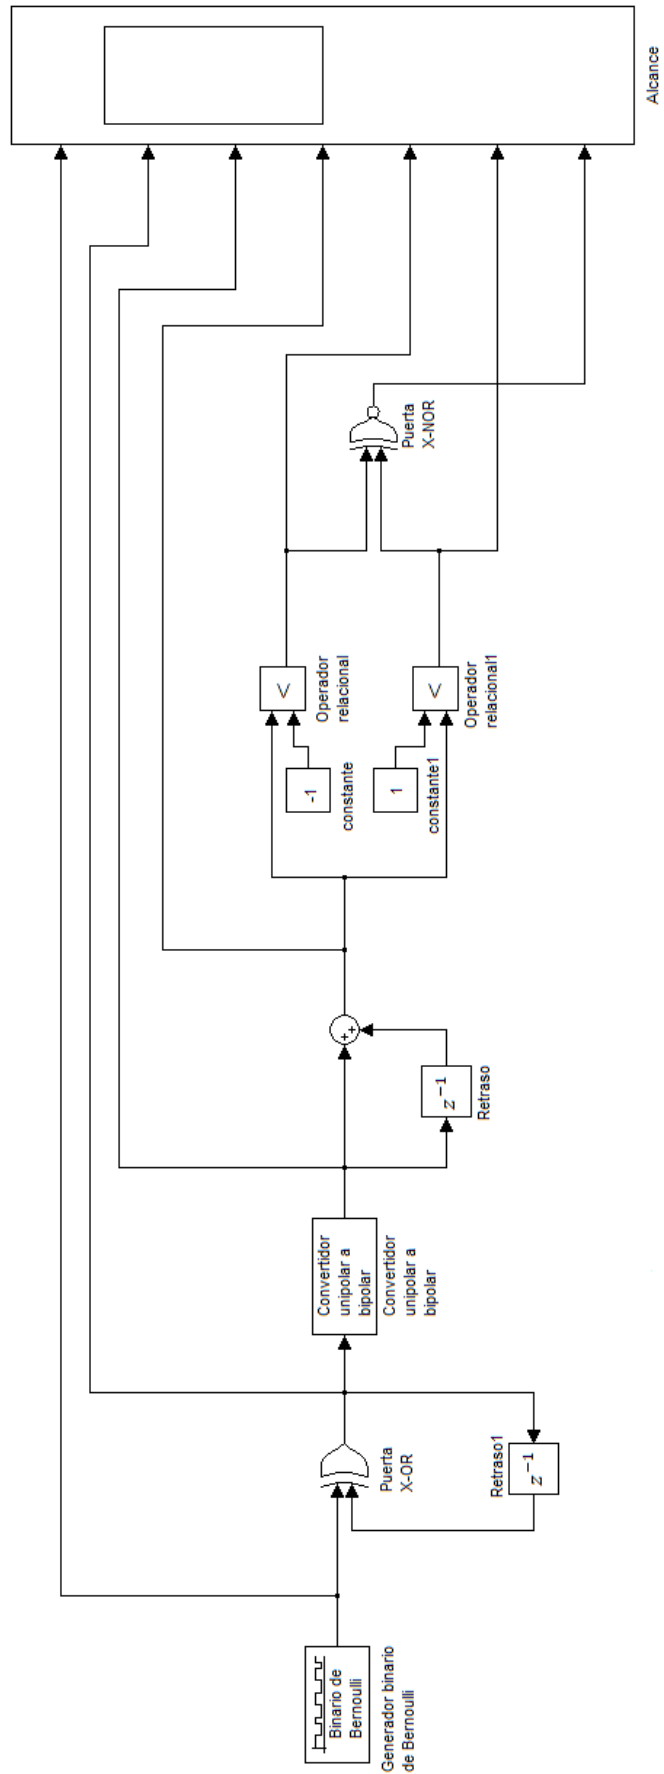 Alcance
Puerta
X-NOR
<
Operador
relacional
<
Operador
relacional1
-1
constante
1
constante1
++
z⁻¹
Retraso
Convertidor
unipolar a
bipolar
Convertidor
unipolar a
bipolar
Puerta
X-OR
Retraso1
z⁻¹
Binario de
Bernoulli
Generador binario
de Bernoulli